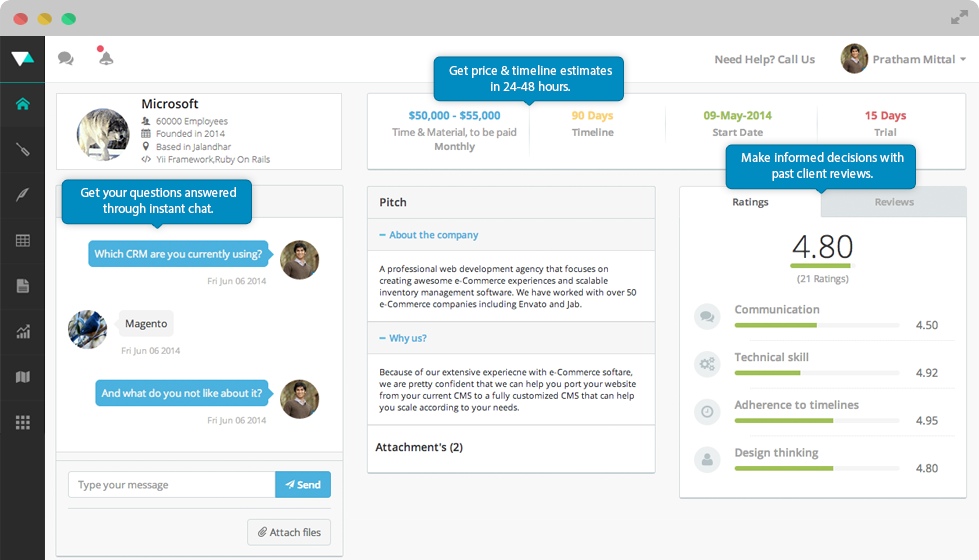 Need Help? Call Us
Pratham Mittal
Get price & timeline estimates
in 24-48 hours.
Microsoft
60000 Employees
Founded in 2014
Based in Jalandhar
Yii Framework,Ruby On Rails
$50,000 - $55,000
Time & Material, to be paid
Monthly
90 Days
Timeline
09-May-2014
Start Date
15 Days
Trial
Get your questions answered
through instant chat.
Which CRM are you currently using?
Fri Jun 06 2014
Magento
Fri Jun 06 2014
And what do you not like about it?
Fri Jun 06 2014
Type your message
Send
Attach files
Pitch
− About the company
A professional web development agency that focuses on
creating awesome e-Commerce experiences and scalable
inventory management software. We have worked with over 50
e-Commerce companies including Envato and Jab.
− Why us?
Because of our extensive experiecne with e-Commerce softare,
we are pretty confident that we can help you port your website
from your current CMS to a fully customized CMS that can help
you scale according to your needs.
Attachment's (2)
Make informed decisions with
past client reviews.
Ratings
Reviews
4.80
(21 Ratings)
Communication
4.50
Technical skill
4.92
Adherence to timelines
4.95
Design thinking
4.80